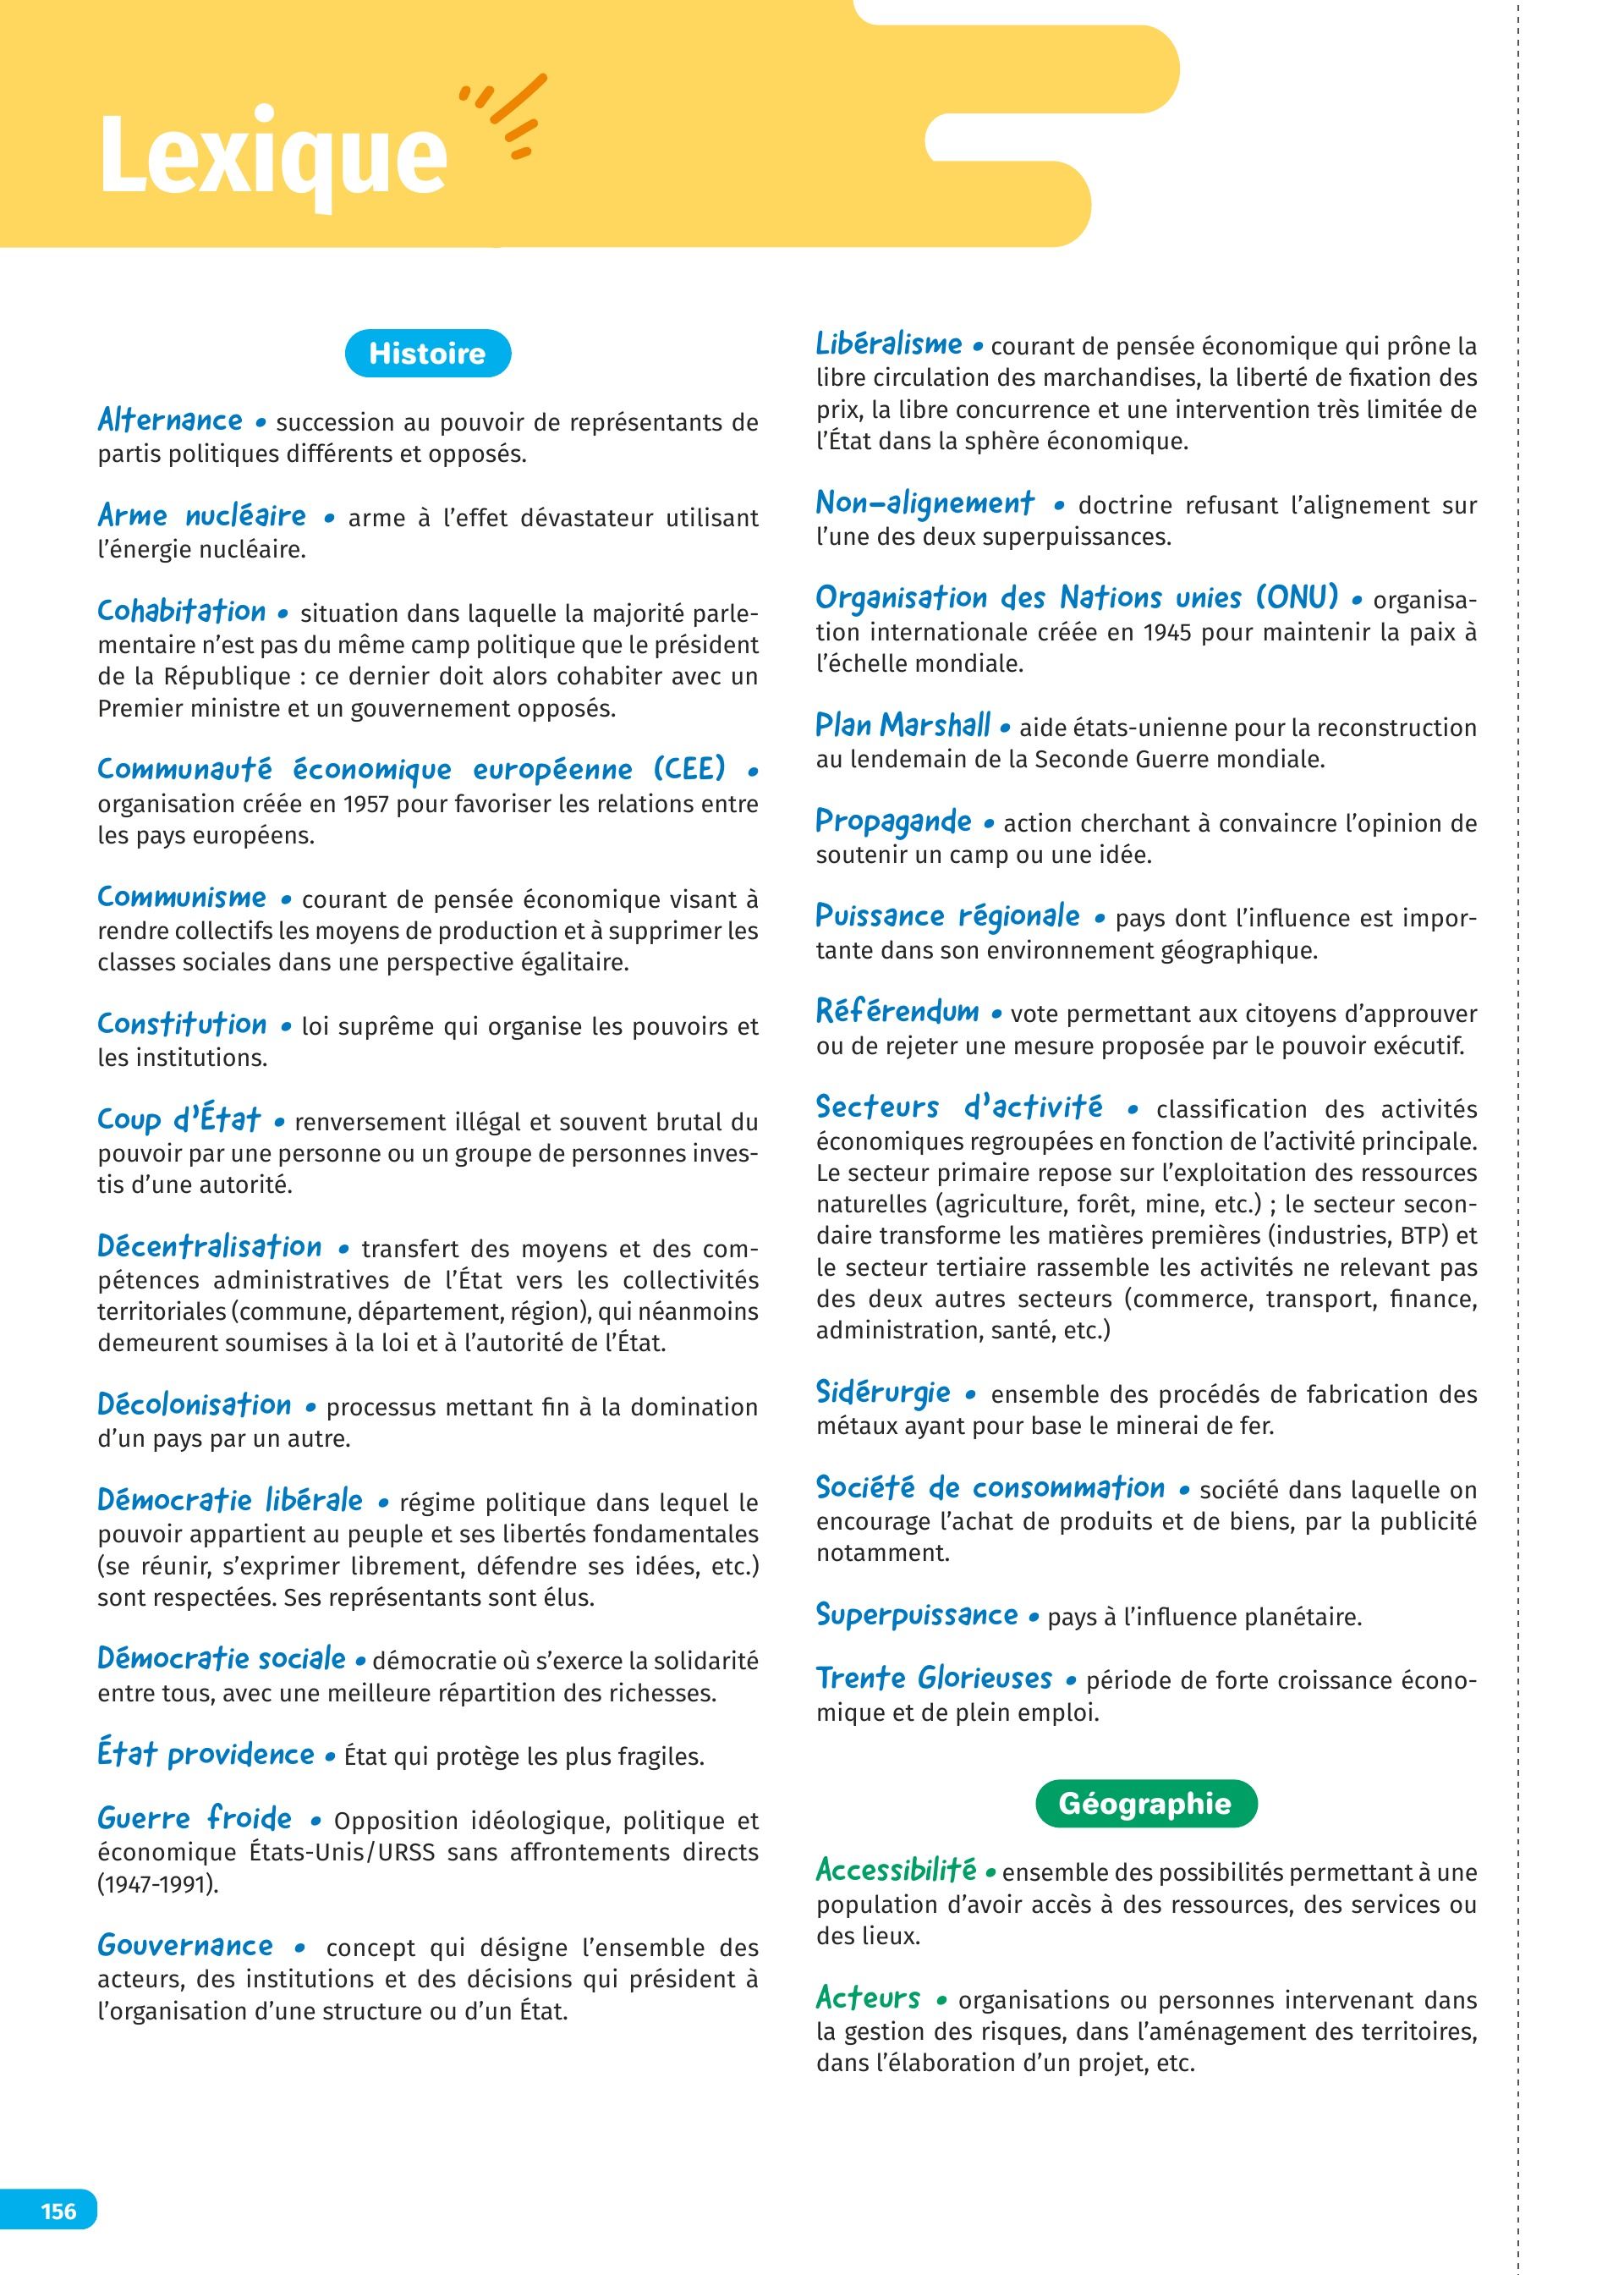 Lexique
Histoire
Alternance • succession au pouvoir de représentants de
partis politiques différents et opposés.
Arme nucléaire • arme à l’effet dévastateur utilisant
l’énergie nucléaire.
Cohabitation • situation dans laquelle la majorité parle-
mentaire n’est pas du même camp politique que le président
de la République : ce dernier doit alors cohabiter avec un
Premier ministre et un gouvernement opposés.
Communauté économique européenne (CEE) •
organisation créée en 1957 pour favoriser les relations entre
les pays européens.
Communisme • courant de pensée économique visant à
rendre collectifs les moyens de production et à supprimer les
classes sociales dans une perspective égalitaire.
Constitution • loi suprême qui organise les pouvoirs et
les institutions.
Coup d’État • renversement illégal et souvent brutal du
pouvoir par une personne ou un groupe de personnes inves-
tis d’une autorité.
Décentralisation • transfert des moyens et des com-
pétences administratives de l’État vers les collectivités
territoriales (commune, département, région), qui néanmoins
demeurent soumises à la loi et à l’autorité de l’État.
Décolonisation • processus mettant fin à la domination
d’un pays par un autre.
Démocratie libérale • régime politique dans lequel le
pouvoir appartient au peuple et ses libertés fondamentales
(se réunir, s’exprimer librement, défendre ses idées, etc.)
sont respectées. Ses représentants sont élus.
Démocratie sociale • démocratie où s’exerce la solidarité
entre tous, avec une meilleure répartition des richesses.
État providence • État qui protège les plus fragiles.
Guerre froide • Opposition idéologique, politique et
économique États-Unis/URSS sans affrontements directs
(1947-1991).
Gouvernance • concept qui désigne l’ensemble des
acteurs, des institutions et des décisions qui président à
l’organisation d’une structure ou d’un État.
Libéralisme • courant de pensée économique qui prône la
libre circulation des marchandises, la liberté de fixation des
prix, la libre concurrence et une intervention très limitée de
l’État dans la sphère économique.
Non-alignement • doctrine refusant l’alignement sur
l’une des deux superpuissances.
Organisation des Nations unies (ONU) • organisa-
tion internationale créée en 1945 pour maintenir la paix à
l’échelle mondiale.
Plan Marshall • aide états-unienne pour la reconstruction
au lendemain de la Seconde Guerre mondiale.
Propagande • action cherchant à convaincre l’opinion de
soutenir un camp ou une idée.
Puissance régionale • pays dont l’influence est impor-
tante dans son environnement géographique.
Référendum • vote permettant aux citoyens d’approuver
ou de rejeter une mesure proposée par le pouvoir exécutif.
Secteurs d’activité • classification des activités
économiques regroupées en fonction de l’activité principale.
Le secteur primaire repose sur l’exploitation des ressources
naturelles (agriculture, forêt, mine, etc.) ; le secteur secon-
daire transforme les matières premières (industries, BTP) et
le secteur tertiaire rassemble les activités ne relevant pas
des deux autres secteurs (commerce, transport, finance,
administration, santé, etc.)
Sidérurgie • ensemble des procédés de fabrication des
métaux ayant pour base le minerai de fer.
Société de consommation • société dans laquelle on
encourage l’achat de produits et de biens, par la publicité
notamment.
Superpuissance • pays à l’influence planétaire.
Trente Glorieuses • période de forte croissance écono-
mique et de plein emploi.
Géographie
Accessibilité • ensemble des possibilités permettant à une
population d’avoir accès à des ressources, des services ou
des lieux.
Acteurs • organisations ou personnes intervenant dans
la gestion des risques, dans l’aménagement des territoires,
dans l’élaboration d’un projet, etc.
156